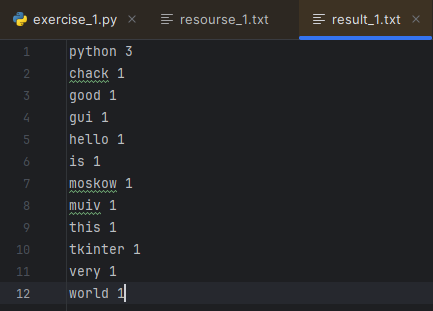 exercise_1.py resourse_1.txt result_1.txt
1 python 3
2 chack 1
3 good 1
4 gui 1
5 hello 1
6 is 1
7 moskow 1
8 muiv 1
9 this 1
10 tkinter 1
11 very 1
12 world 1